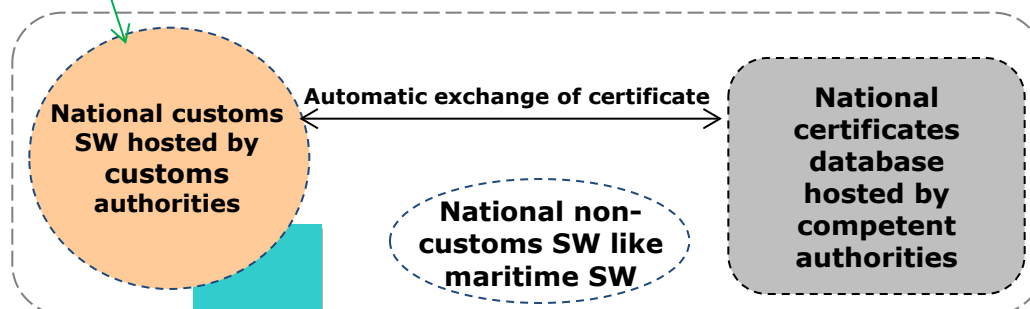 National customs
SW hosted by
customs
authorities
Automatic exchange of certificate
National non-
customs SW like
maritime SW
National
certificates
database
hosted by
competent
authorities